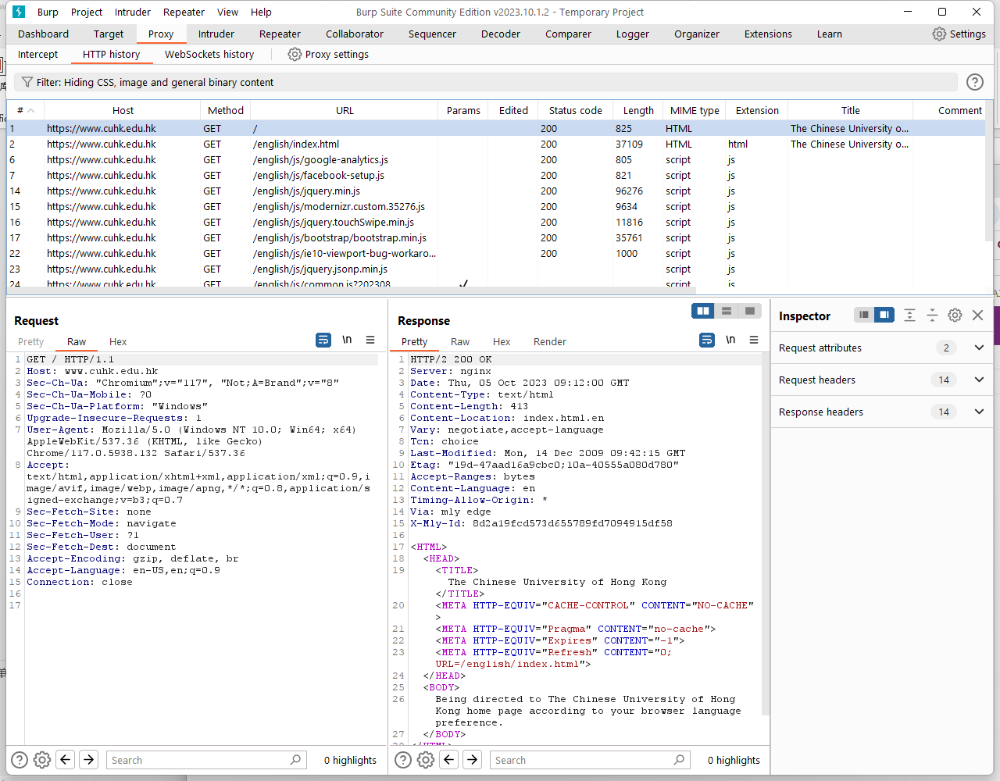 Burp Project Intruder Repeater View Help Burp Suite Community Edition v2023.10.1.2 - Temporary Project
Dashboard Target Proxy Intruder Repeater Collaborator Sequencer Decoder Comparer Logger Organizer Extensions Learn Settings
Intercept HTTP history WebSockets history Proxy settings
Filter: Hiding CSS, image and general binary content
# Host Method URL Params Edited Status code Length MIME type Extension Title Comment
1 https://www.cuhk.edu.hk GET / 200 825 HTML The Chinese University o...
2 https://www.cuhk.edu.hk GET /english/index.html 200 37109 HTML html The Chinese University o...
6 https://www.cuhk.edu.hk GET /english/js/google-analytics.js 200 805 script js
7 https://www.cuhk.edu.hk GET /english/js/facebook-setup.js 200 821 script js
14 https://www.cuhk.edu.hk GET /english/js/jquery.min.js 200 96276 script js
15 https://www.cuhk.edu.hk GET /english/js/modernizr.custom.35276.js 200 9634 script js
16 https://www.cuhk.edu.hk GET /english/js/jquery.touchSwipe.min.js 200 11816 script js
17 https://www.cuhk.edu.hk GET /english/js/bootstrap/bootstrap.min.js 200 35761 script js
22 https://www.cuhk.edu.hk GET /english/js/ie10-viewport-bug-workaro... 200 1000 script js
23 https://www.cuhk.edu.hk GET /english/js/jquery.jsonp.min.js script js
24 https://www.cuhk.edu.hk GET /english/js/common.js?202308 script js
Request
Pretty Raw Hex \n
1 GET / HTTP/1.1
2 Host: www.cuhk.edu.hk
3 Sec-Ch-Ua: "Chromium";v="117", "Not;A=Brand";v="8"
4 Sec-Ch-Ua-Mobile: ?0
5 Sec-Ch-Ua-Platform: "Windows"
6 Upgrade-Insecure-Requests: 1
7 User-Agent: Mozilla/5.0 (Windows NT 10.0; Win64; x64)
AppleWebKit/537.36 (KHTML, like Gecko)
Chrome/117.0.5938.132 Safari/537.36
8 Accept:
text/html,application/xhtml+xml,application/xml;q=0.9,i
mage/avif,image/webp,image/apng,*/*;q=0.8,application/s
igned-exchange;v=b3;q=0.7
9 Sec-Fetch-Site: none
10 Sec-Fetch-Mode: navigate
11 Sec-Fetch-User: ?1
12 Sec-Fetch-Dest: document
13 Accept-Encoding: gzip, deflate, br
14 Accept-Language: en-US,en;q=0.9
15 Connection: close
16
17
Search 0 highlights
Response
Pretty Raw Hex Render \n
1 HTTP/2 200 OK
2 Server: nginx
3 Date: Thu, 05 Oct 2023 09:12:00 GMT
4 Content-Type: text/html
5 Content-Length: 413
6 Content-Location: index.html.en
7 Vary: negotiate,accept-language
8 Tcn: choice
9 Last-Modified: Mon, 14 Dec 2009 09:42:15 GMT
10 Etag: "19d-47aad16a9cbc0;10a-40555a080d780"
11 Accept-Ranges: bytes
12 Content-Language: en
13 Timing-Allow-Origin: *
14 Via: mly edge
15 X-Mly-Id: 8d2a19fcd573d655789fd7094915df58
16
17 <HTML>
18 <HEAD>
19 <TITLE>
The Chinese University of Hong Kong
</TITLE>
20 <META HTTP-EQUIV="CACHE-CONTROL" CONTENT="NO-CACHE"
>
21 <META HTTP-EQUIV="Pragma" CONTENT="no-cache">
22 <META HTTP-EQUIV="Expires" CONTENT="-1">
23 <META HTTP-EQUIV="Refresh" CONTENT="0;
URL=/english/index.html">
24 </HEAD>
25 <BODY>
26 Being directed to The Chinese University of Hong
Kong home page according to your browser language
preference.
27 </BODY>
28 </HTML>
Search 0 highlights
Inspector
Request attributes 2
Request headers 14
Response headers 14